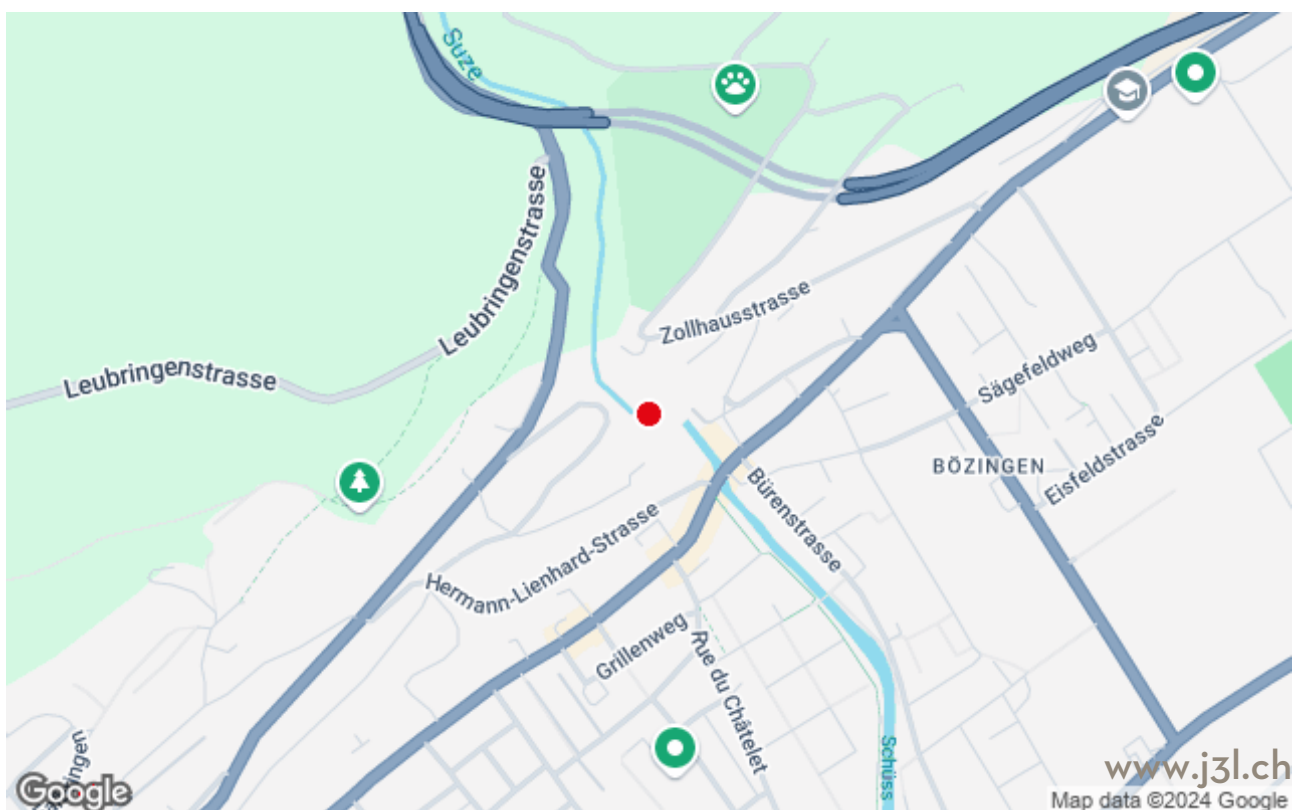 Suze
Leubringenstrasse
Zollhausstrasse
Leubringenstrasse
Sägefeldweg
BÖZINGEN
Eisfeldstrasse
Bürenstrasse
Hermann-Lienhard-Strasse
Grillenweg
Rue du Châtelet
Schüss
www.j3l.ch
Google
Map data ©2024 Google